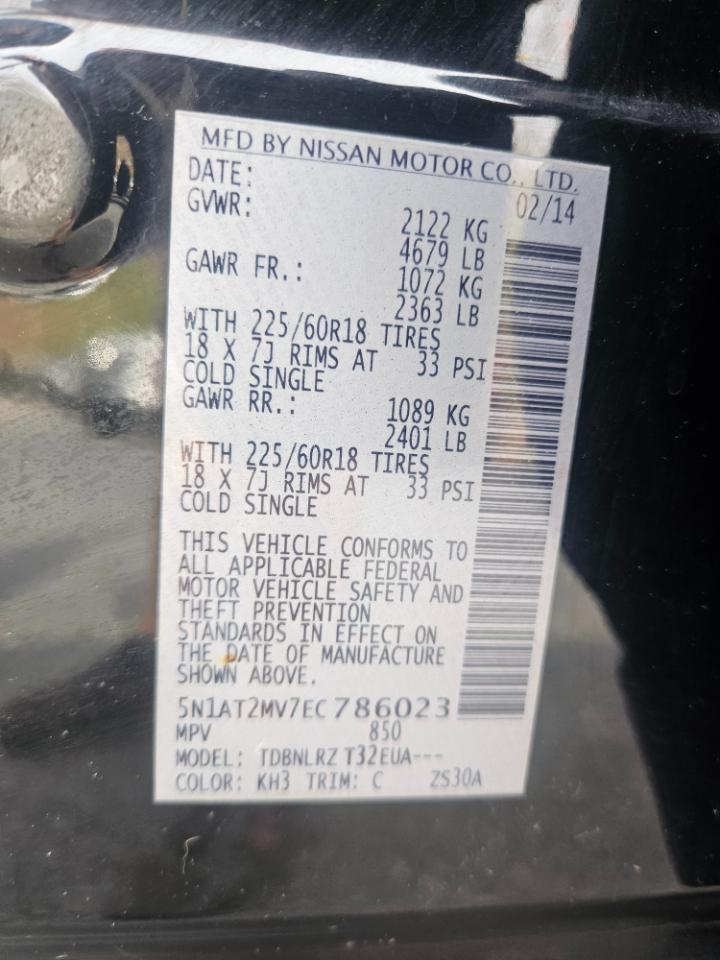 MFD BY NISSAN MOTOR CO., LTD.
DATE: 02/14
GVWR: 2122 KG
4679 LB
GAWR FR.: 1072 KG
2363 LB
WITH 225/60R18 TIRES
18 X 7J RIMS AT 33 PSI
COLD SINGLE
GAWR RR.: 1089 KG
2401 LB
WITH 225/60R18 TIRES
18 X 7J RIMS AT 33 PSI
COLD SINGLE
THIS VEHICLE CONFORMS TO
ALL APPLICABLE FEDERAL
MOTOR VEHICLE SAFETY AND
THEFT PREVENTION
STANDARDS IN EFFECT ON
THE DATE OF MANUFACTURE
SHOWN ABOVE.
5N1AT2MV7EC786023
MPV 850
MODEL: TDBNLRZ T32EUA---
COLOR: KH3 TRIM: C ZS30A